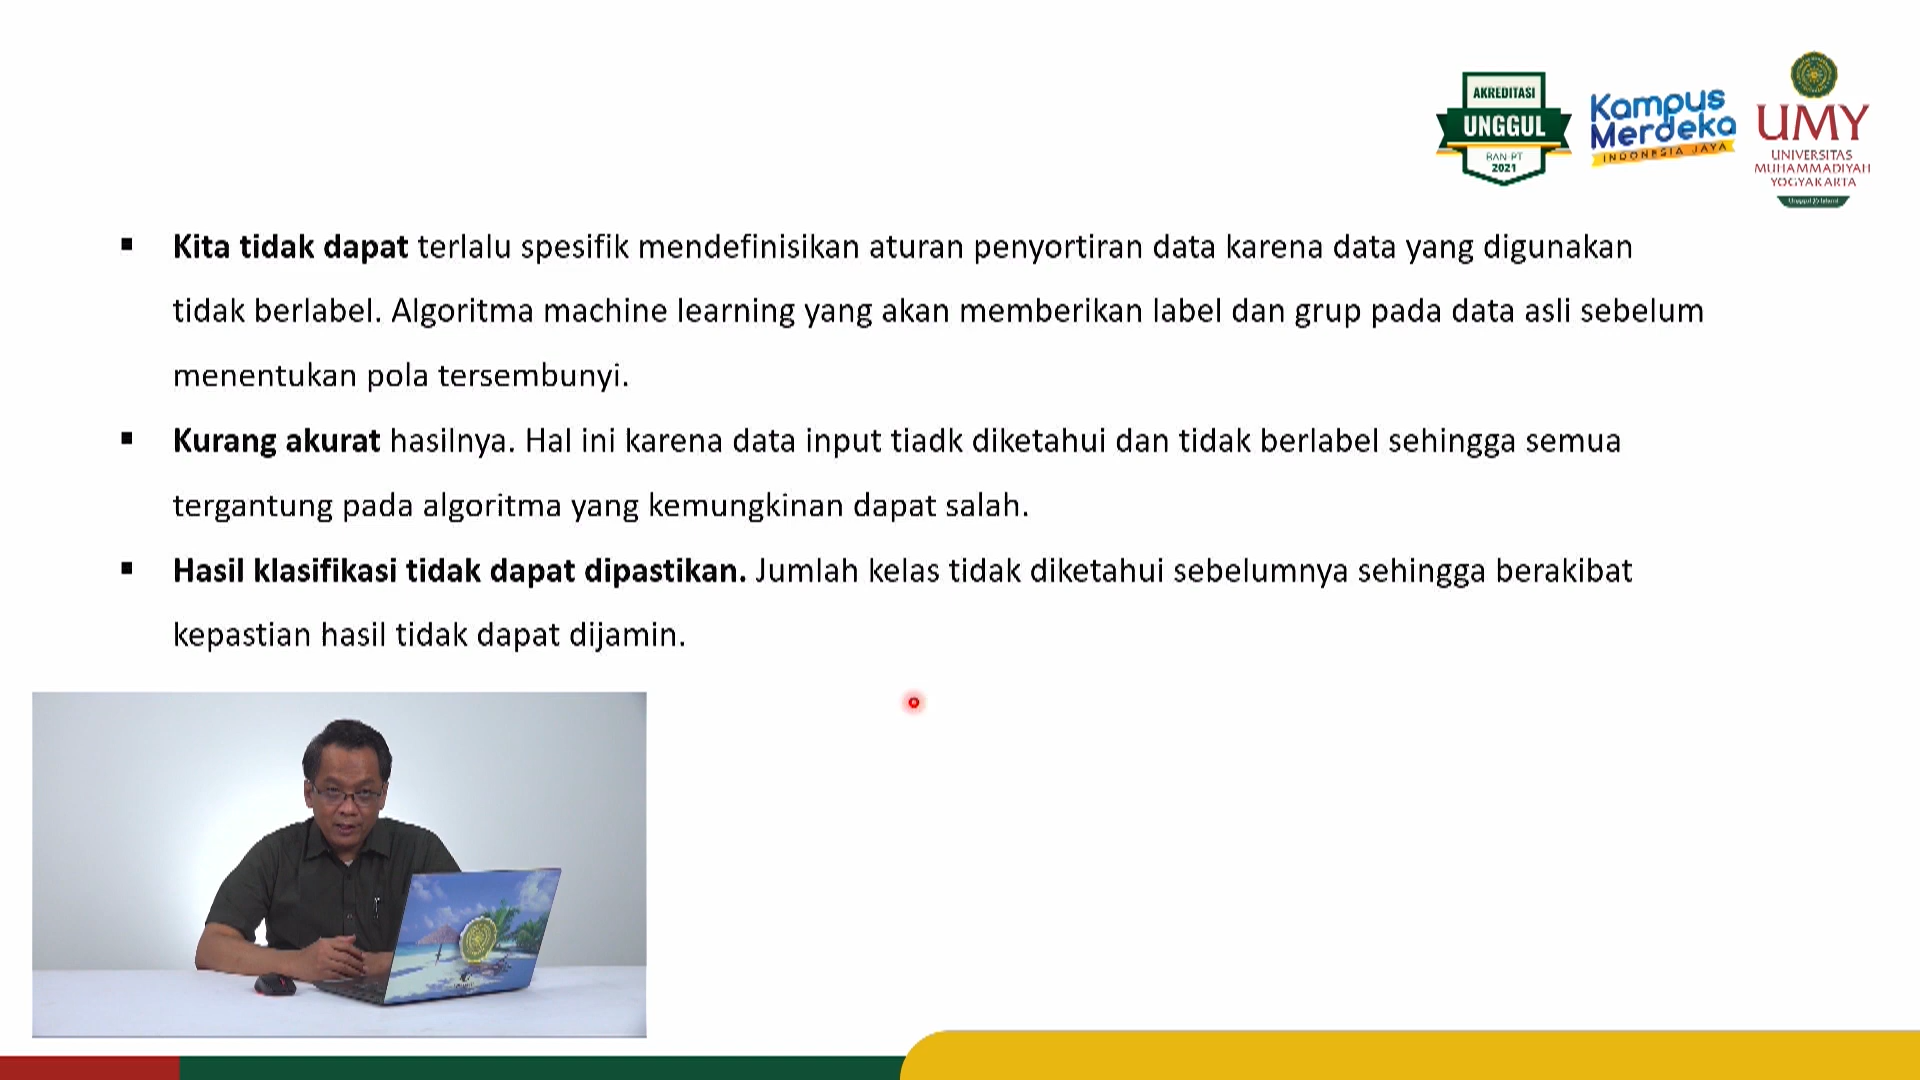 AKREDITASI
UNGGUL
BAN-PT
2021
Kampus
Merdeka
INDONESIA JAYA
UMY
UNIVERSITAS
MUHAMMADIYAH
YOGYAKARTA
Unggul & Islami
▪ Kita tidak dapat terlalu spesifik mendefinisikan aturan penyortiran data karena data yang digunakan
tidak berlabel. Algoritma machine learning yang akan memberikan label dan grup pada data asli sebelum
menentukan pola tersembunyi.
▪ Kurang akurat hasilnya. Hal ini karena data input tiadk diketahui dan tidak berlabel sehingga semua
tergantung pada algoritma yang kemungkinan dapat salah.
▪ Hasil klasifikasi tidak dapat dipastikan. Jumlah kelas tidak diketahui sebelumnya sehingga berakibat
kepastian hasil tidak dapat dijamin.